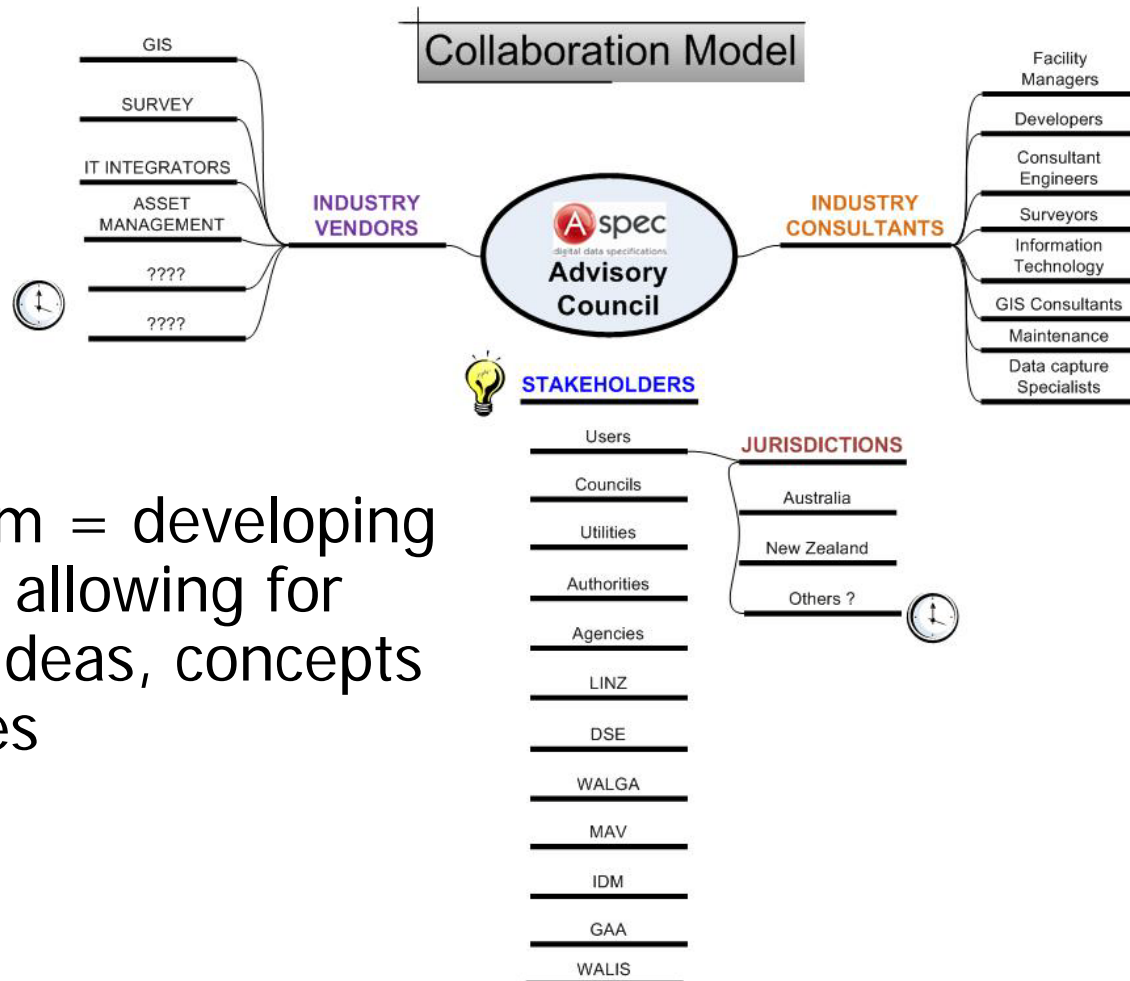 Collaboration Model
GIS
SURVEY
IT INTEGRATORS
ASSET
MANAGEMENT
????
????
INDUSTRY
VENDORS
A spec
digital data specifications
Advisory
Council
INDUSTRY
CONSULTANTS
Facility
Managers
Developers
Consultant
Engineers
Surveyors
Information
Technology
GIS Consultants
Maintenance
Data capture
Specialists
STAKEHOLDERS
Users
Councils
Utilities
Authorities
Agencies
LINZ
DSE
WALGA
MAV
IDM
GAA
WALIS
JURISDICTIONS
Australia
New Zealand
Others ?
m = developing
allowing for
deas, concepts
es